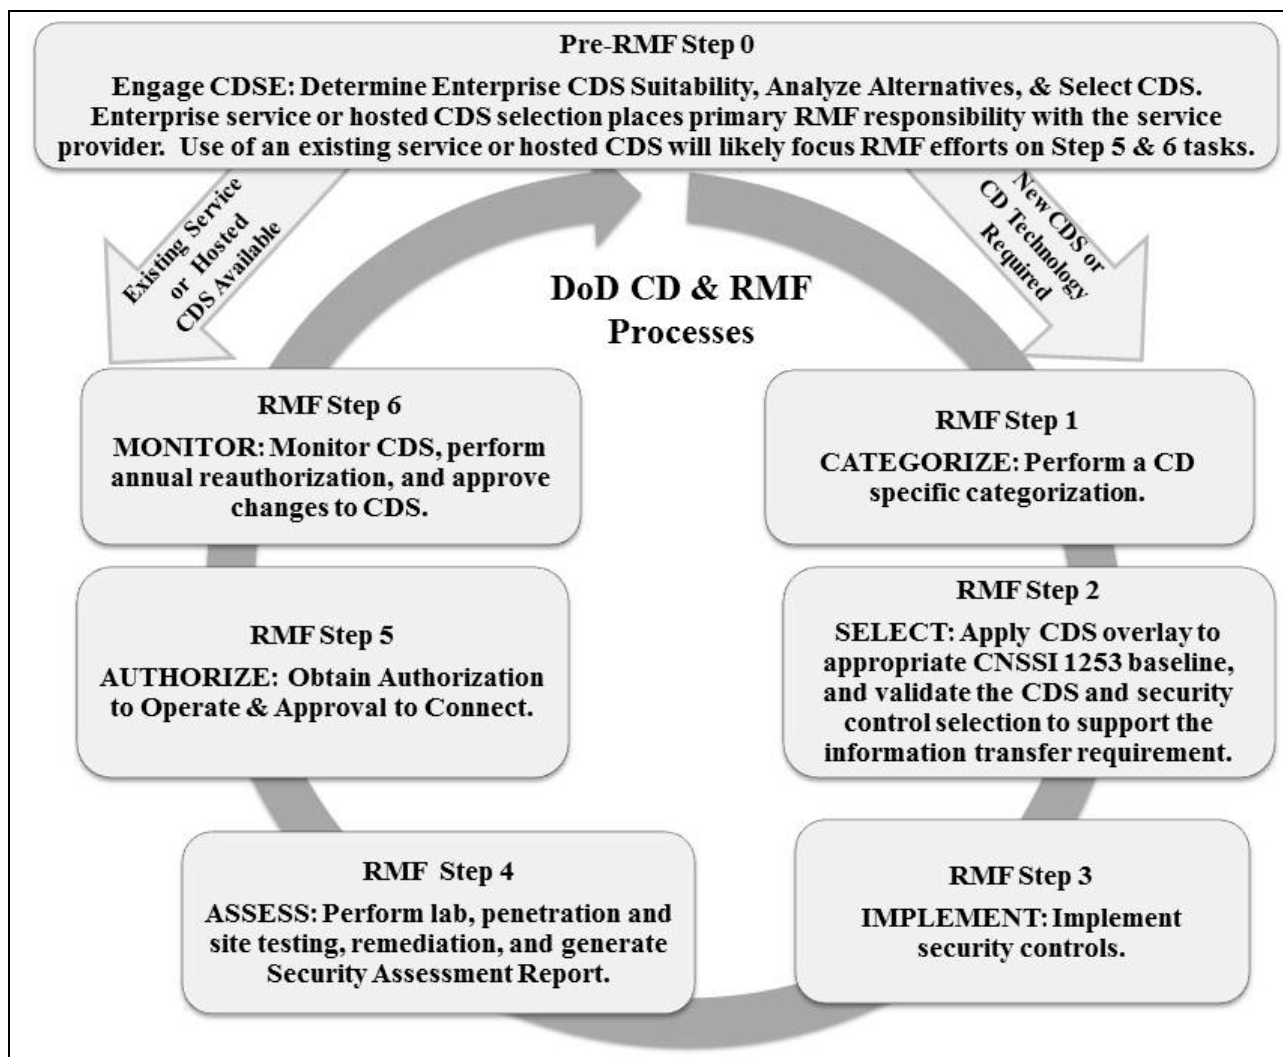 Pre-RMF Step 0
Engage CDSE: Determine Enterprise CDS Suitability, Analyze Alternatives, & Select CDS.
Enterprise service or hosted CDS selection places primary RMF responsibility with the service
provider. Use of an existing service or hosted CDS will likely focus RMF efforts on Step 5 & 6 tasks.
Existing Service
or Hosted
CDS Available
New CDS or
CD Technology
Required
DoD CD & RMF
Processes
RMF Step 6
MONITOR: Monitor CDS, perform
annual reauthorization, and approve
changes to CDS.
RMF Step 1
CATEGORIZE: Perform a CD
specific categorization.
RMF Step 5
AUTHORIZE: Obtain Authorization
to Operate & Approval to Connect.
RMF Step 2
SELECT: Apply CDS overlay to
appropriate CNSSI 1253 baseline,
and validate the CDS and security
control selection to support the
information transfer requirement.
RMF Step 4
ASSESS: Perform lab, penetration and
site testing, remediation, and generate
Security Assessment Report.
RMF Step 3
IMPLEMENT: Implement
security controls.